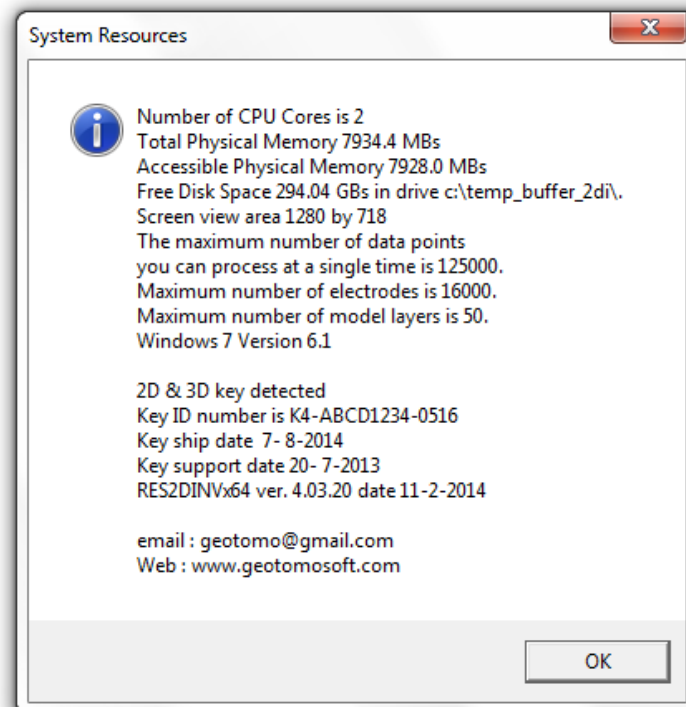 System Resources
Number of CPU Cores is 2
Total Physical Memory 7934.4 MBs
Accessible Physical Memory 7928.0 MBs
Free Disk Space 294.04 GBs in drive c:\temp_buffer_2di\.
Screen view area 1280 by 718
The maximum number of data points
you can process at a single time is 125000.
Maximum number of electrodes is 16000.
Maximum number of model layers is 50.
Windows 7 Version 6.1
2D & 3D key detected
Key ID number is K4-ABCD1234-0516
Key ship date  7- 8-2014
Key support date 20- 7-2013
RES2DINVx64 ver. 4.03.20 date 11-2-2014
email : geotomo@gmail.com
Web : www.geotomosoft.com
OK